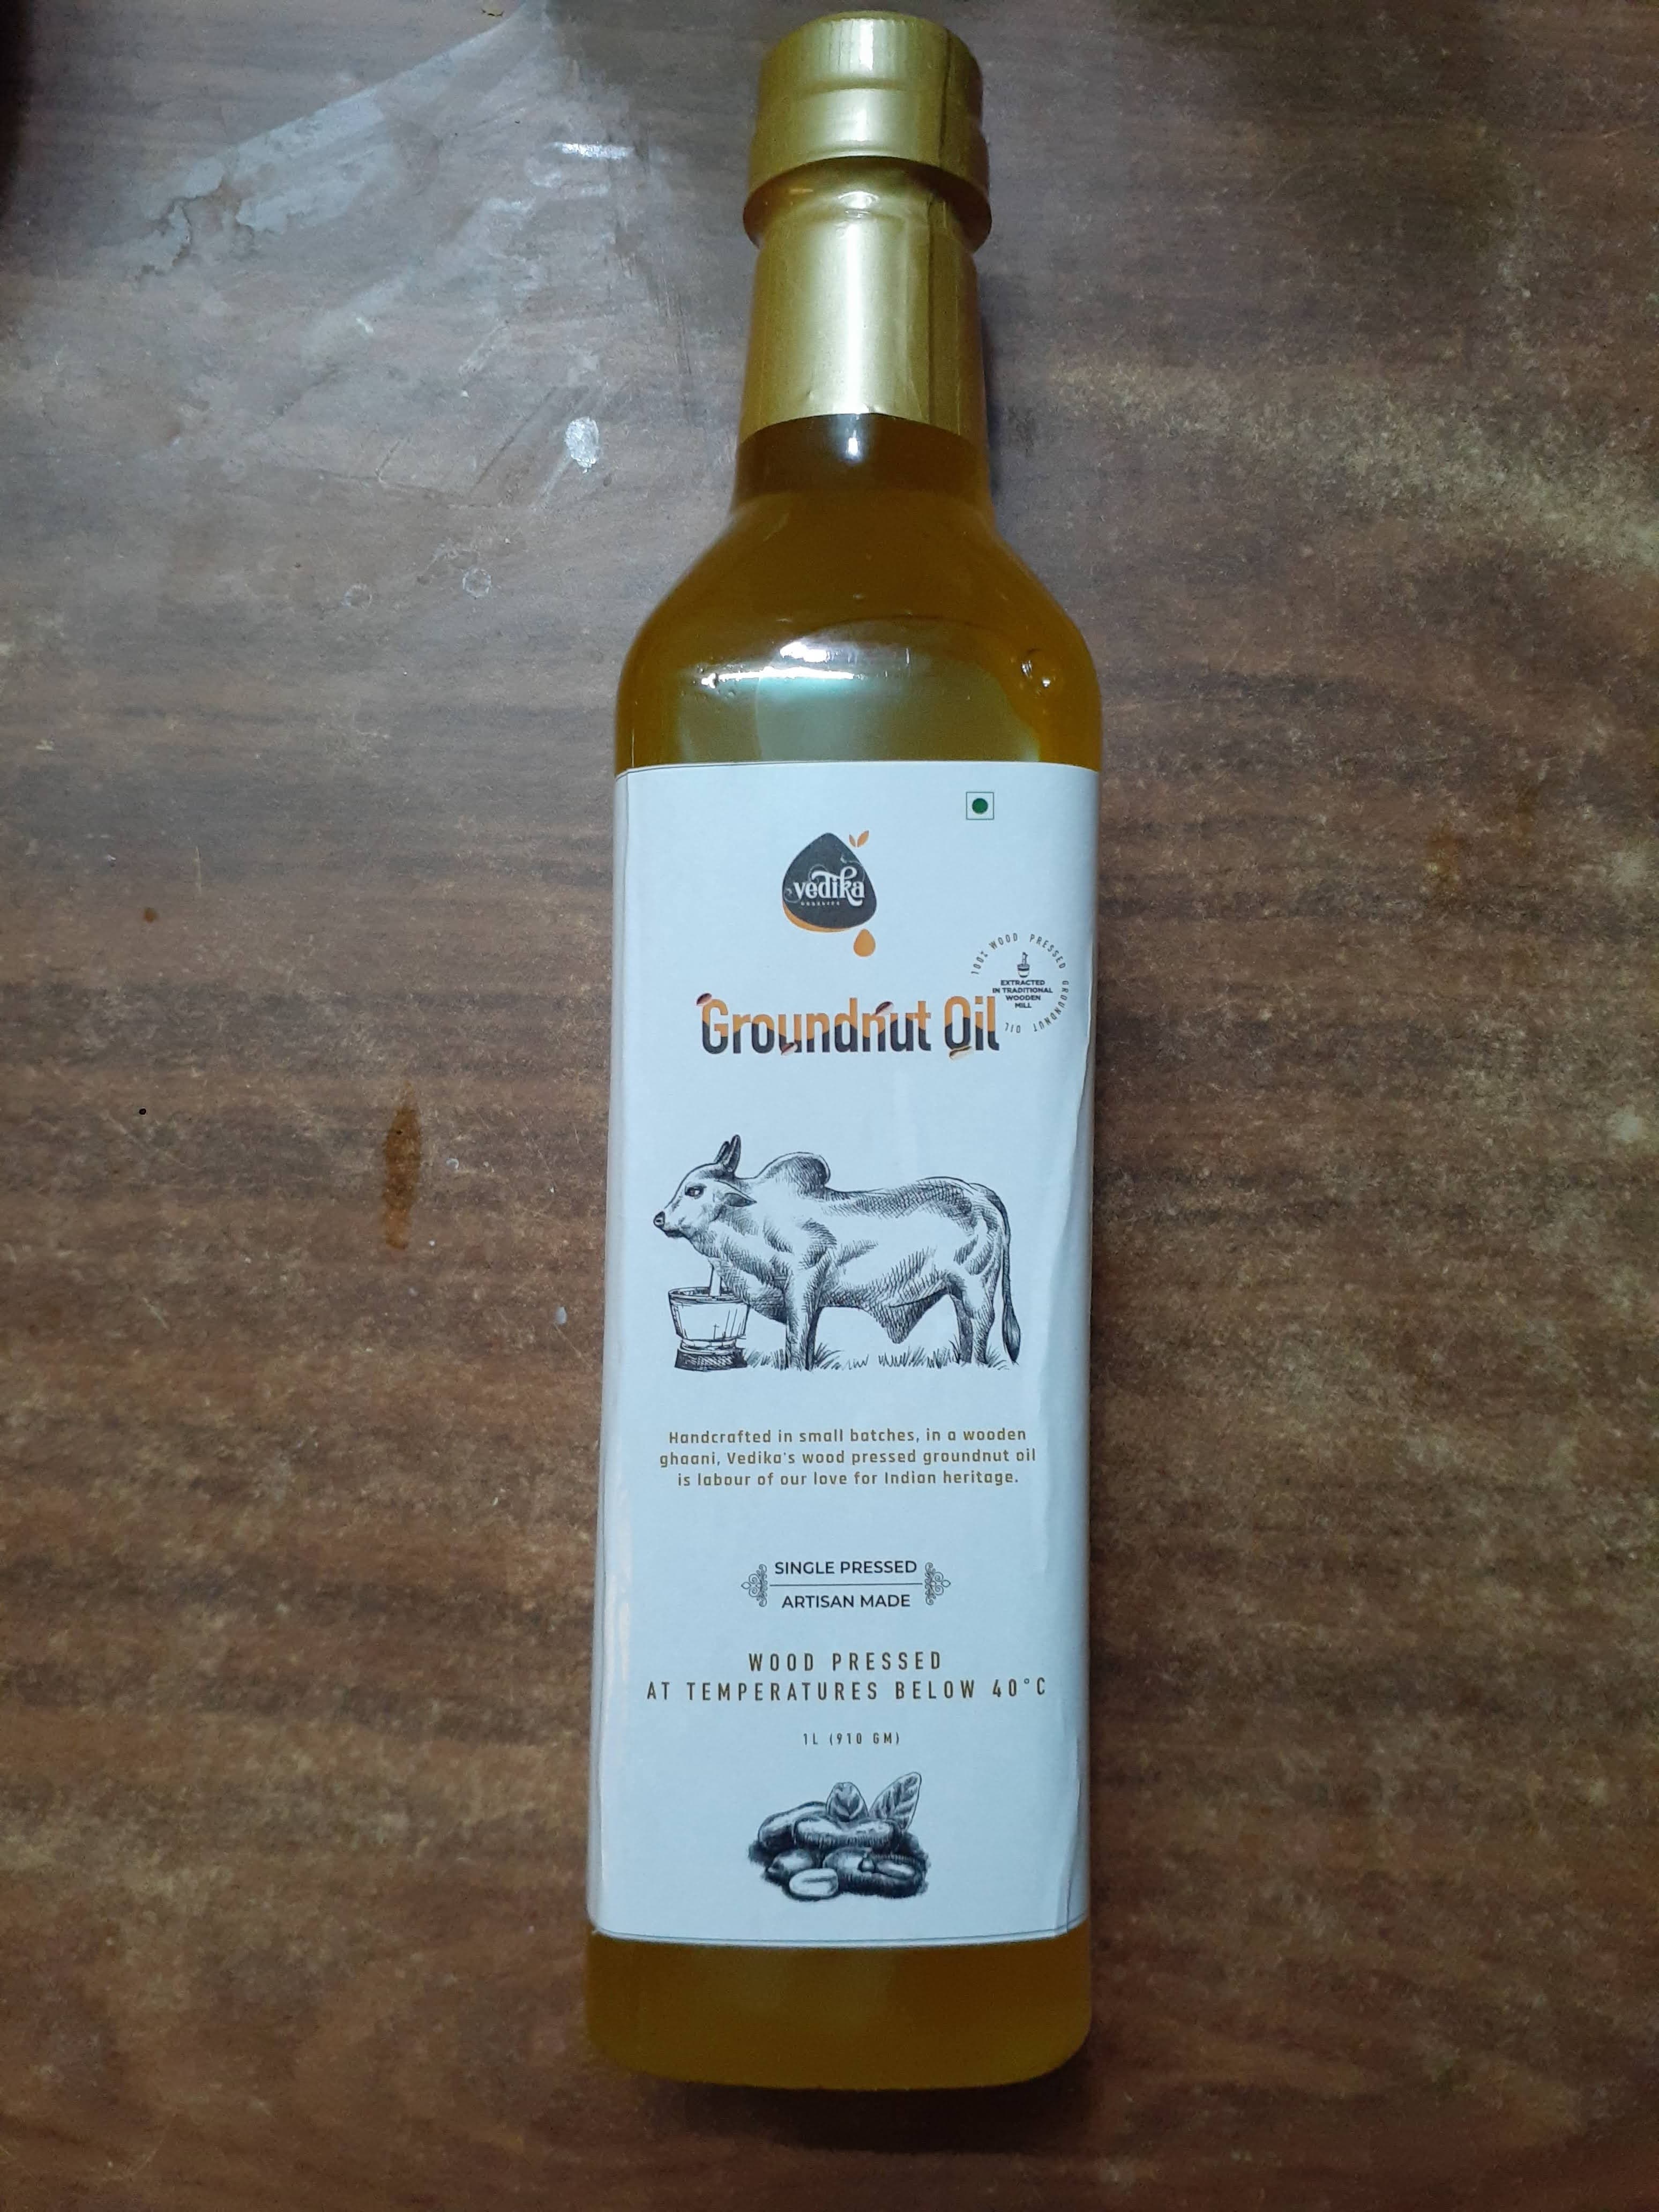 vedika
ORGANICS
100% WOOD PRESSED GROUNDNUT OIL
EXTRACTED
IN TRADITIONAL
WOODEN
MILL
Groundnut Oil
Handcrafted in small batches, in a wooden
ghaani, Vedika's wood pressed groundnut oil
is labour of our love for Indian heritage.
SINGLE PRESSED
ARTISAN MADE
WOOD PRESSED
AT TEMPERATURES BELOW 40°C
1L (910 GM)